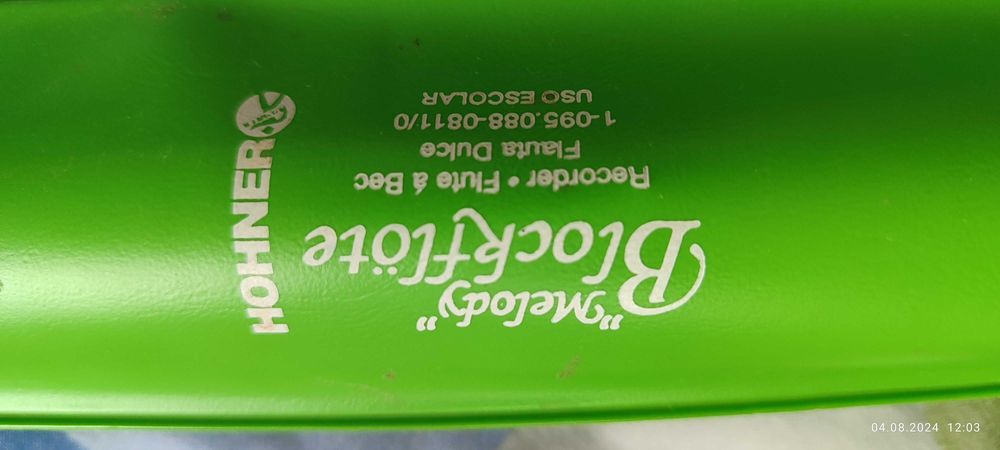 "Melody"
Blockflöte
Recorder • Flute á Bec
Flauta Dulce
1-095.088-0811/0
USO ESCOLAR
HOHNER
04.08.2024 12:03